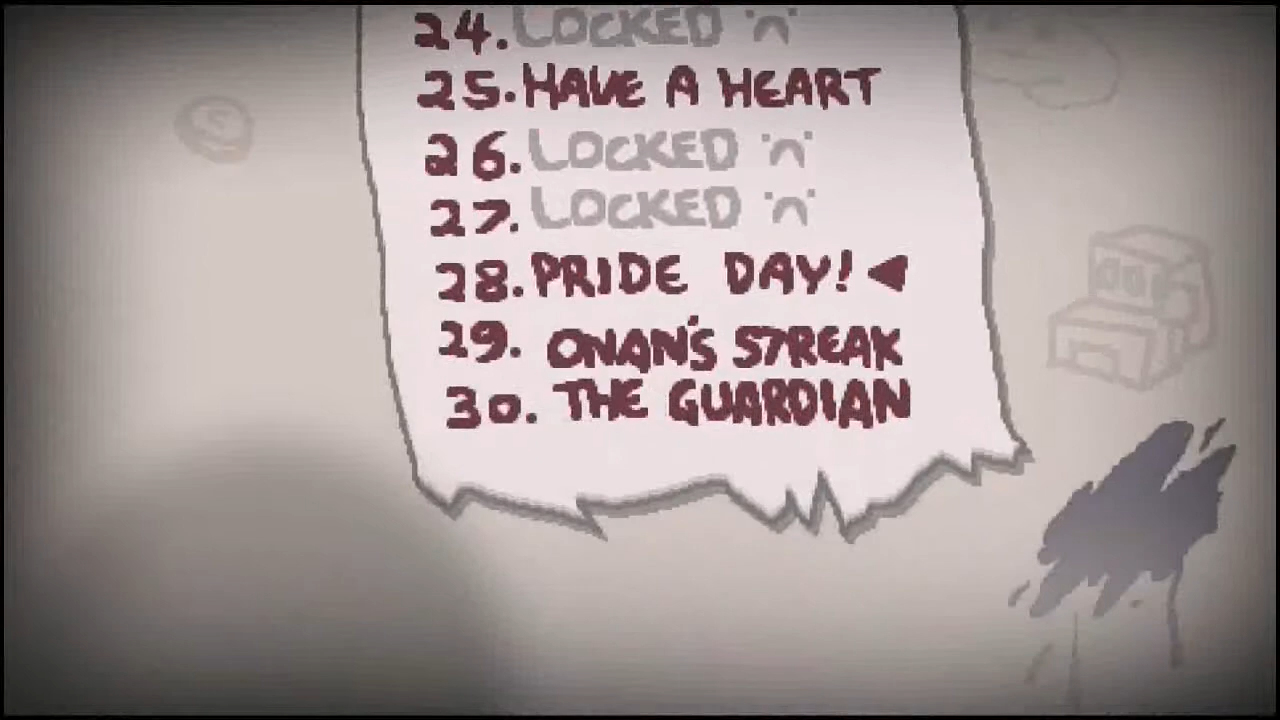 24. LOCKED
25. HAVE A HEART
26. LOCKED
27. LOCKED
28. PRIDE DAY!
29. ONAN'S STREAK
30. THE GUARDIAN